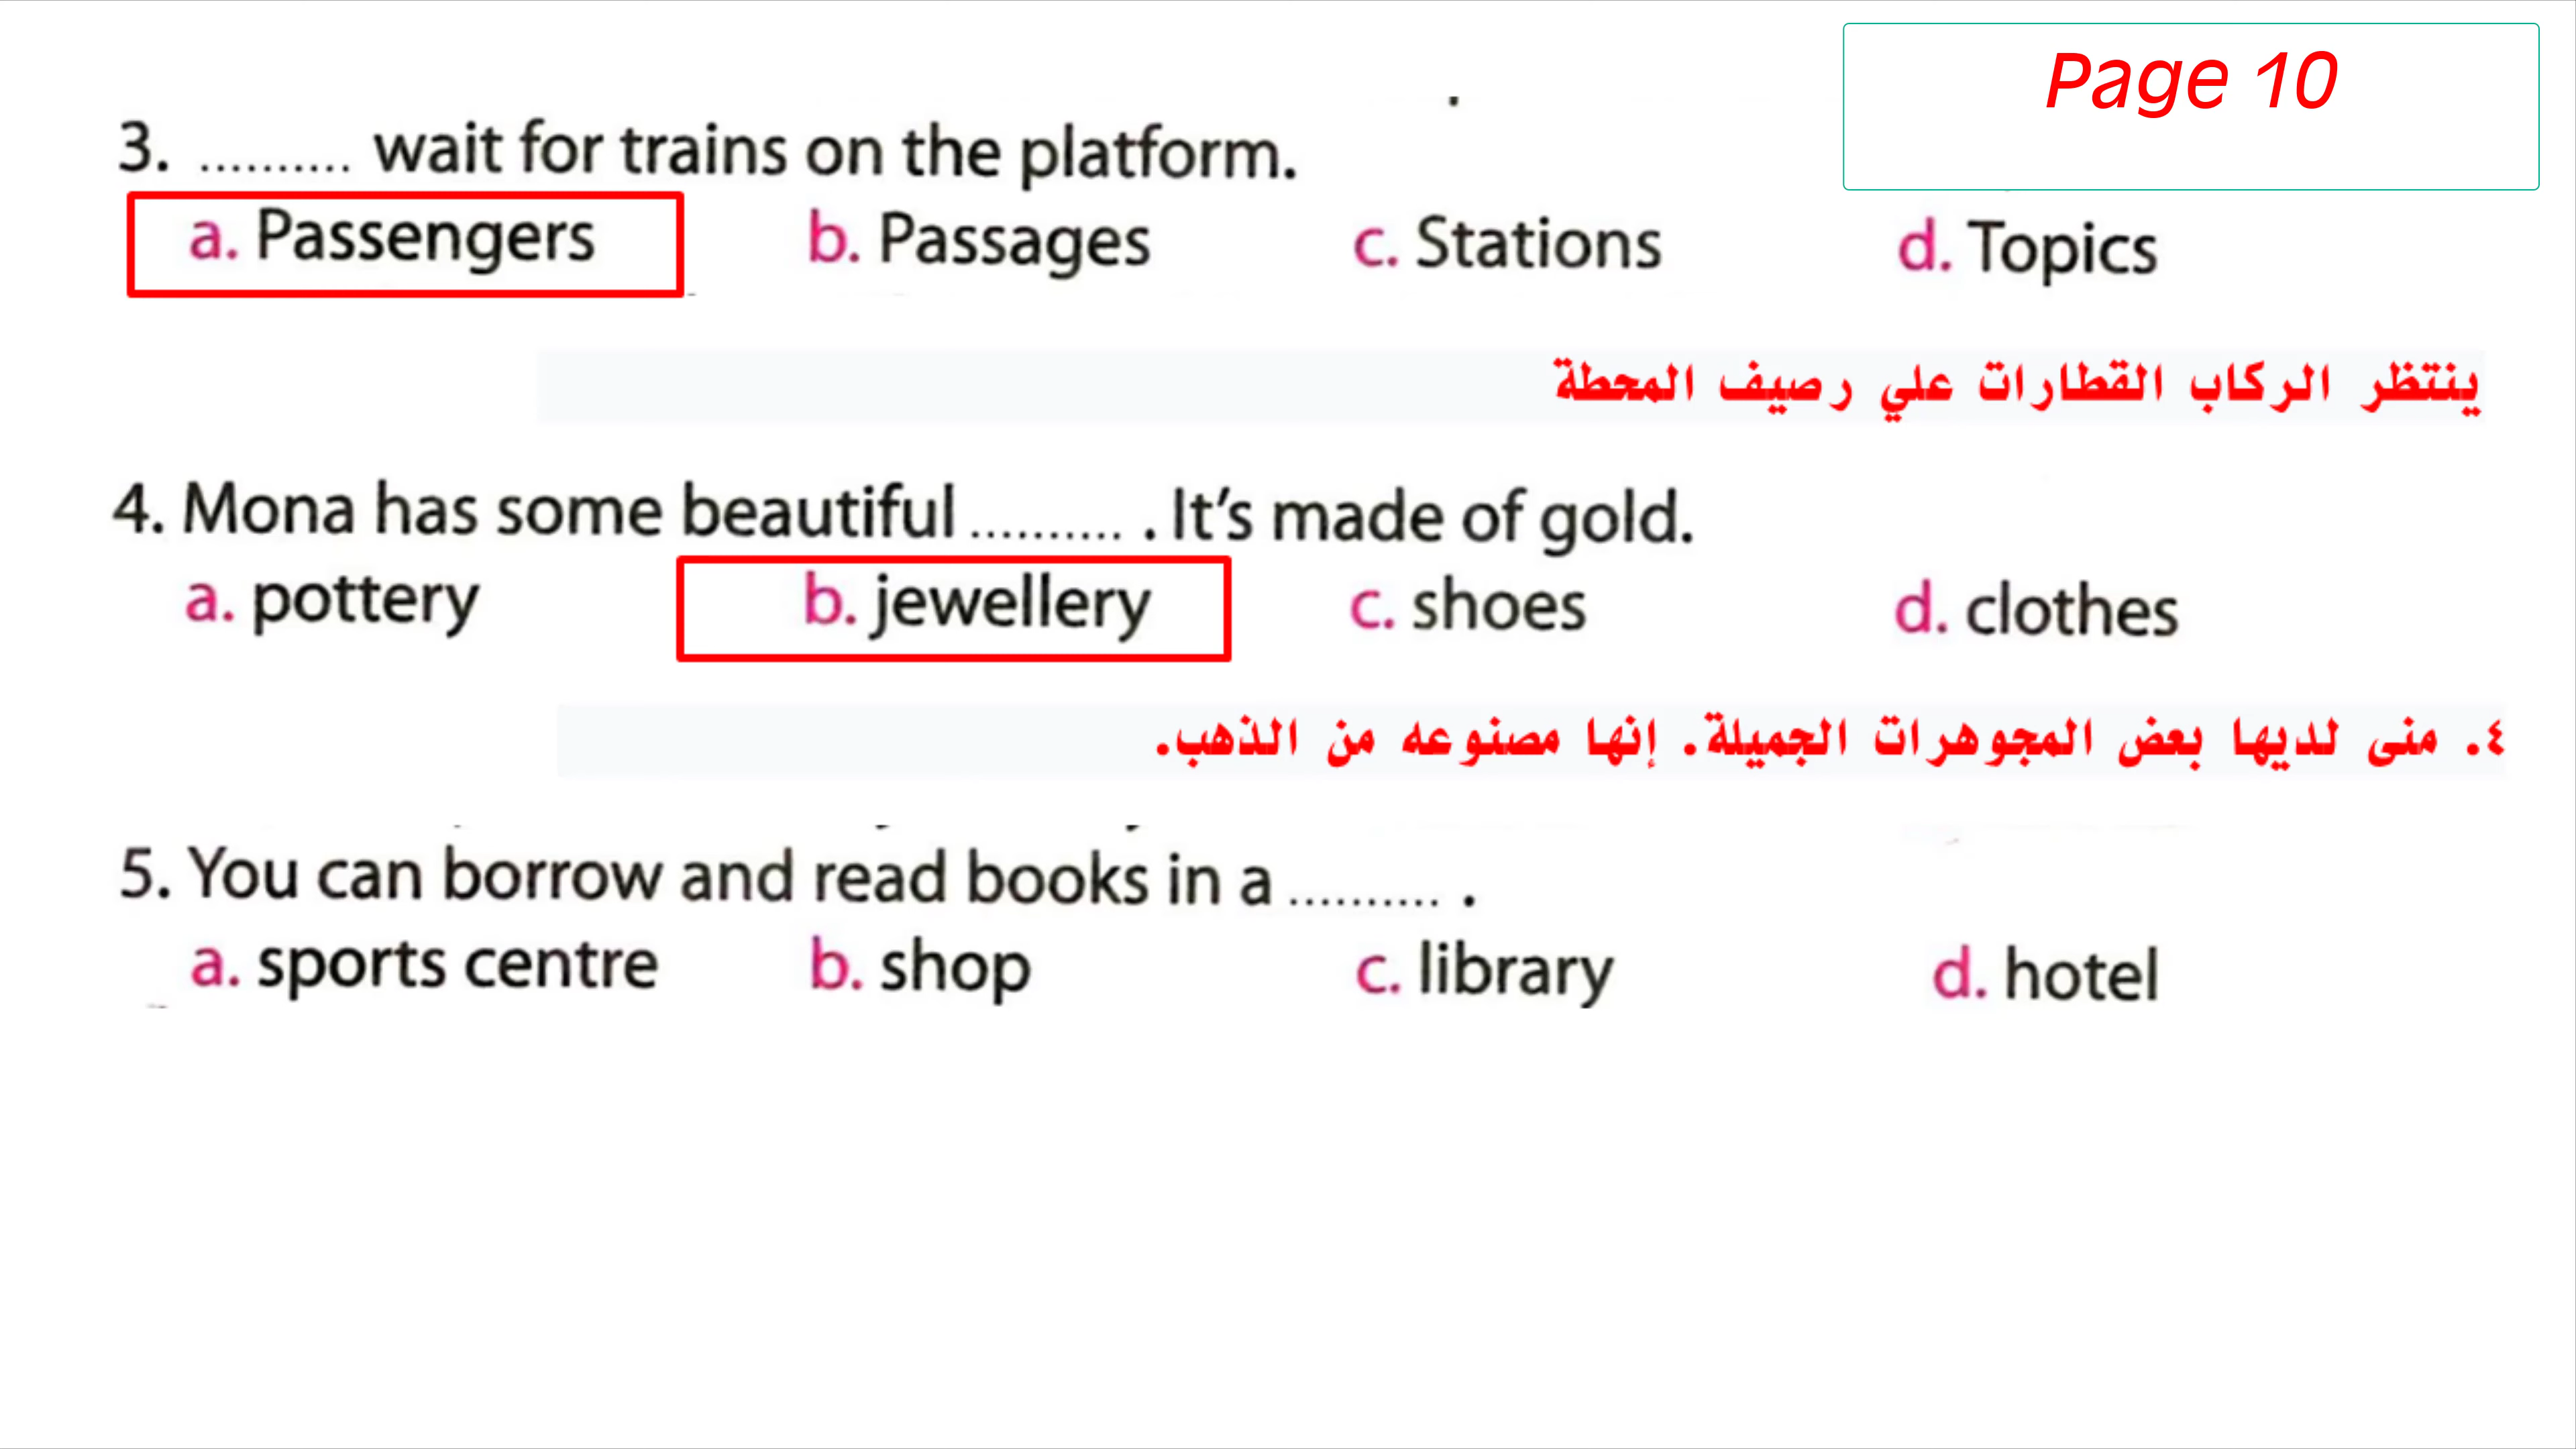 Page 10
3. .......... wait for trains on the platform.
a. Passengers b. Passages c. Stations d. Topics
ينتظر الركاب القطارات علي رصيف المحطة
4. Mona has some beautiful .......... . It's made of gold.
a. pottery b. jewellery c. shoes d. clothes
٤. منى لديها بعض المجوهرات الجميلة. إنها مصنوعه من الذهب.
5. You can borrow and read books in a .......... .
a. sports centre b. shop c. library d. hotel